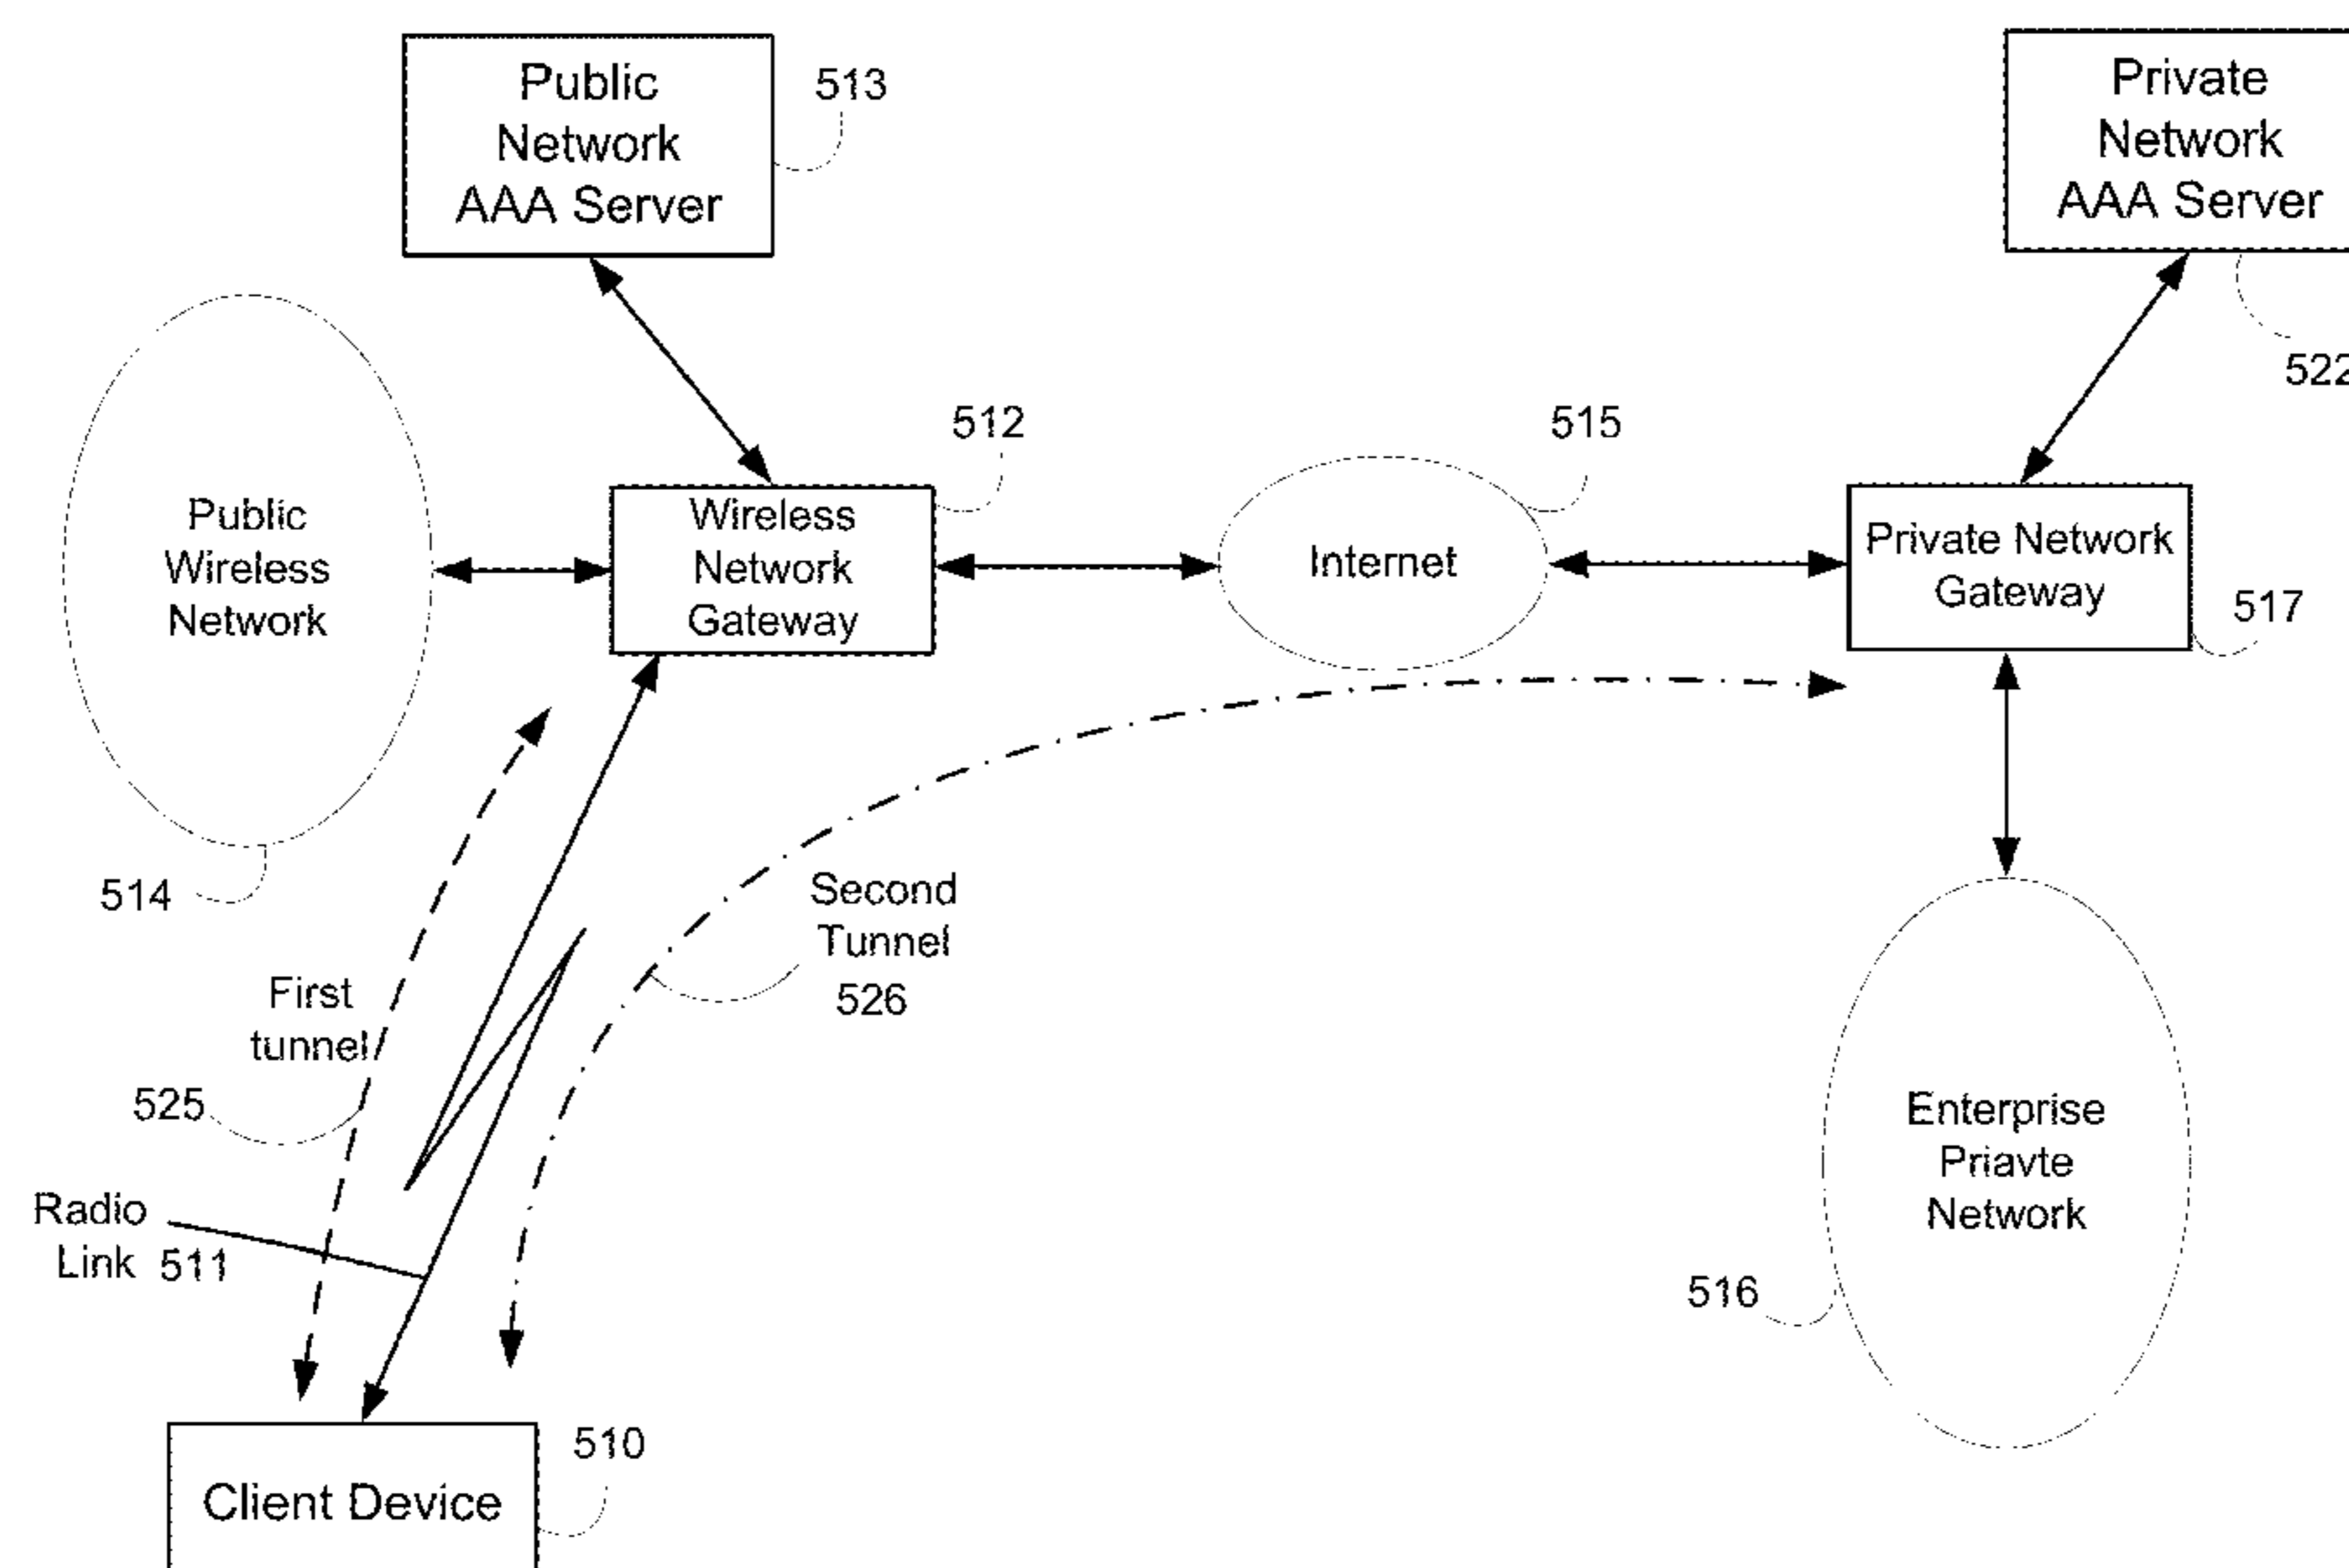 Public
Network
AAA Server
513
Private
Network
AAA Server
522
512
515
Public
Wireless
Network
Wireless
Network
Gateway
Internet
Private Network
Gateway
517
514
Second
Tunnel
526
First
tunnel
525
Radio
Link 511
Enterprise
Priavte
Network
516
510
Client Device